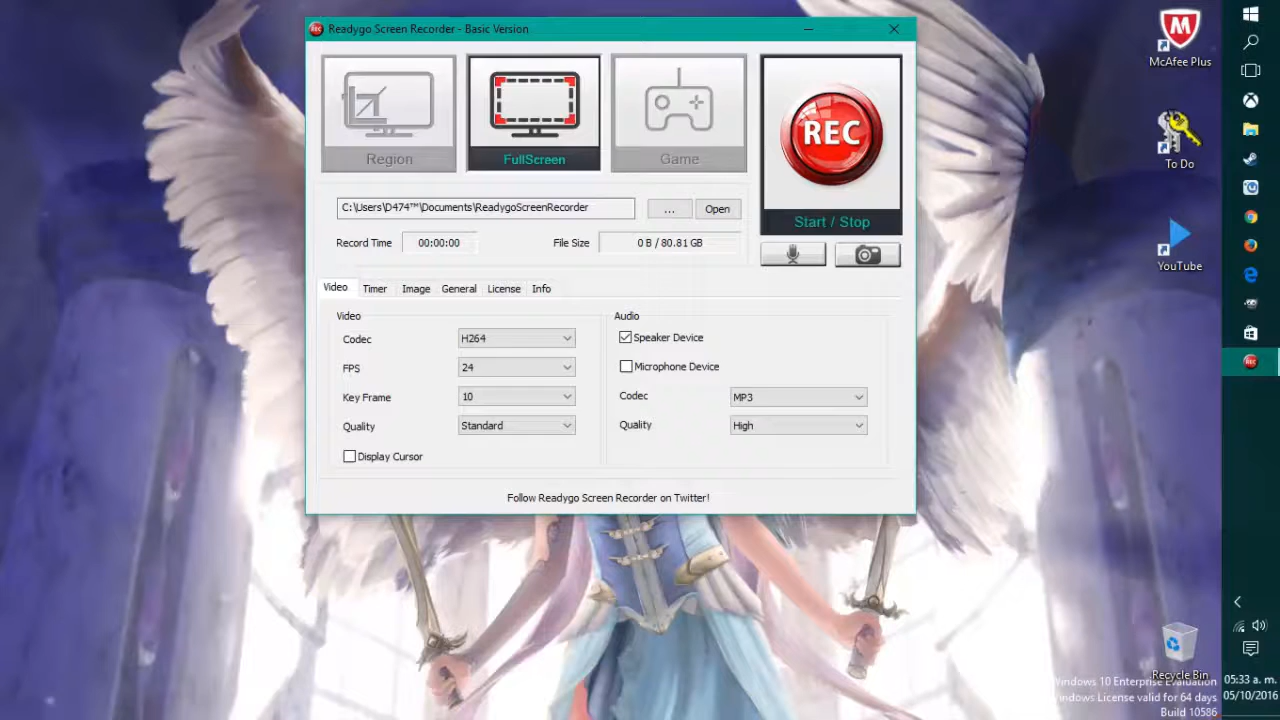 Readygo Screen Recorder - Basic Version
Region
FullScreen
Game
REC
Start / Stop
C:\Users\D474™\Documents\ReadygoScreenRecorder
...
Open
Record Time
00:00:00
File Size
0 B / 80.81 GB
Video
Timer
Image
General
License
Info
Video
Codec
H264
FPS
24
Key Frame
10
Quality
Standard
Display Cursor
Audio
Speaker Device
Microphone Device
Codec
MP3
Quality
High
Follow Readygo Screen Recorder on Twitter!
McAfee Plus
To Do
YouTube
Recycle Bin
Windows 10 Enterprise Evaluation
Windows License valid for 64 days
Build 10586
05:33 a. m.
05/10/2016